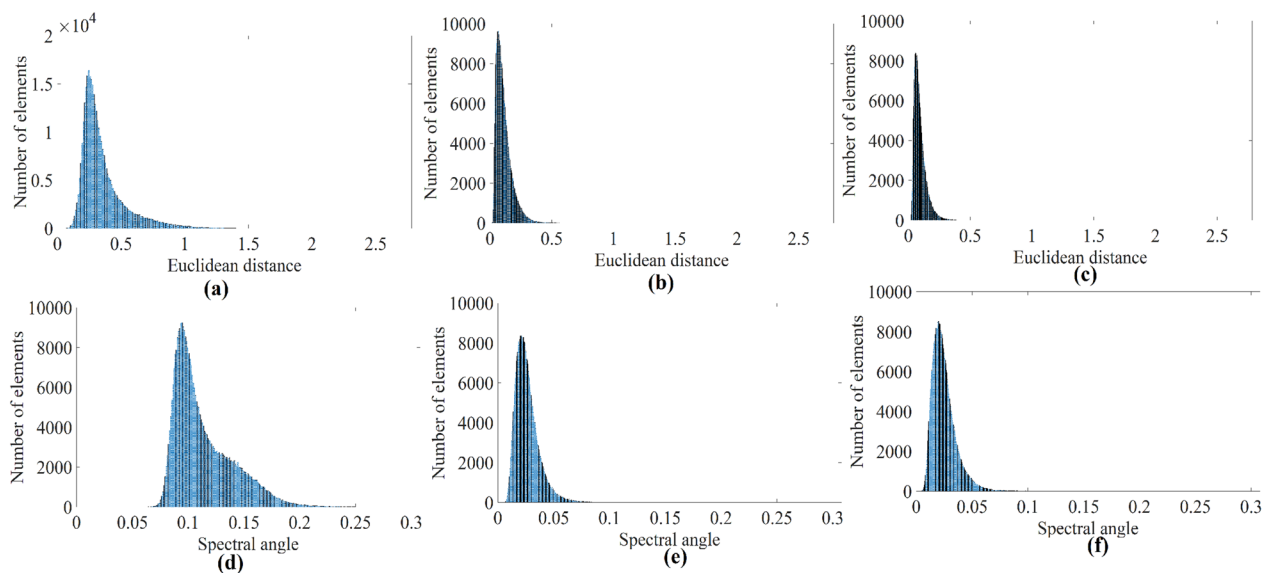 2 ×10⁴
1.5
1
0.5
0
Number of elements
0 0.5 1 1.5 2 2.5
Euclidean distance
(a)
10000
8000
6000
4000
2000
0
Number of elements
0 0.5 1 1.5 2 2.5
Euclidean distance
(b)
10000
8000
6000
4000
2000
0
Number of elements
0 0.5 1 1.5 2 2.5
Euclidean distance
(c)
10000
8000
6000
4000
2000
0
Number of elements
0 0.05 0.1 0.15 0.2 0.25 0.3
Spectral angle
(d)
10000
8000
6000
4000
2000
0
Number of elements
0 0.05 0.1 0.15 0.2 0.25 0.3
Spectral angle
(e)
10000
8000
6000
4000
2000
0
Number of elements
0 0.05 0.1 0.15 0.2 0.25 0.3
Spectral angle
(f)